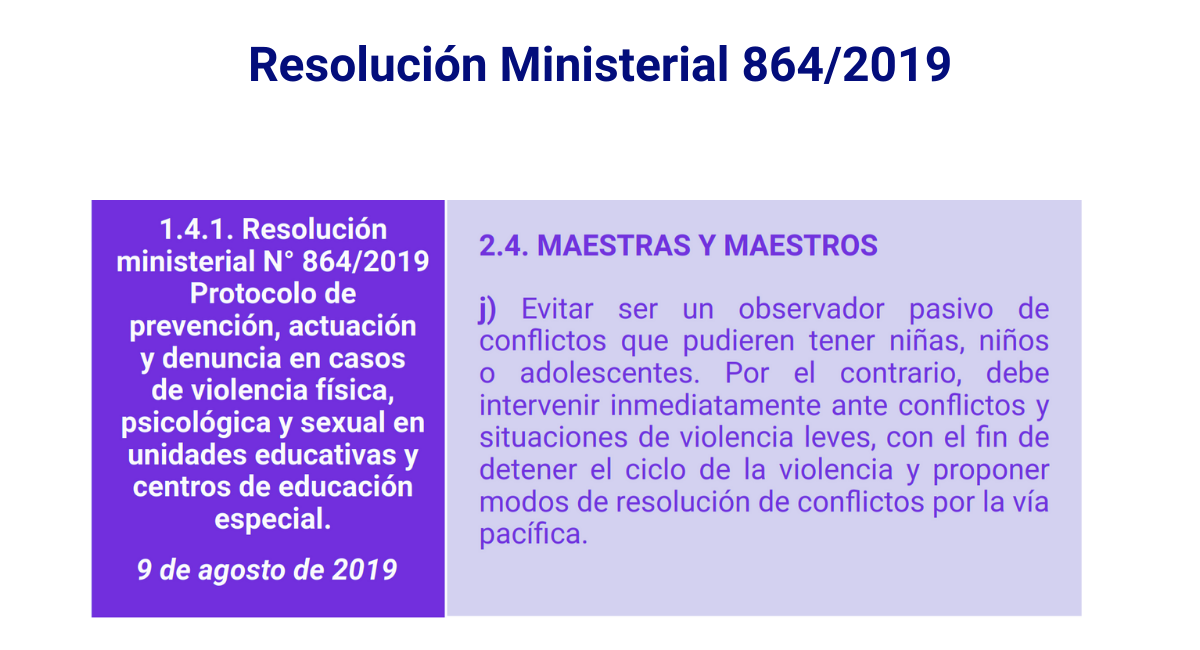 Resolución Ministerial 864/2019
1.4.1. Resolución
ministerial N° 864/2019
Protocolo de
prevención, actuación
y denuncia en casos
de violencia física,
psicológica y sexual en
unidades educativas y
centros de educación
especial.
9 de agosto de 2019
2.4. MAESTRAS Y MAESTROS
j) Evitar ser un observador pasivo de
conflictos que pudieren tener niñas, niños
o adolescentes. Por el contrario, debe
intervenir inmediatamente ante conflictos y
situaciones de violencia leves, con el fin de
detener el ciclo de la violencia y proponer
modos de resolución de conflictos por la vía
pacífica.